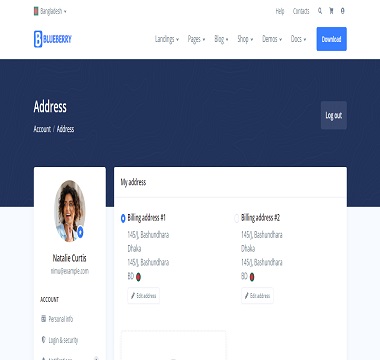 Bangladesh
Help Contacts
BLUEBERRY
Landings Pages Blog Shop Demos Docs Download
Address
Account / Address
Log out
My address
Billing address #1
145/J, Bashundhara
Dhaka
145/J, Bashundhara
BD
Edit address
Billing address #2
145/J, Bashundhara
Dhaka
145/J, Bashundhara
BD
Edit address
Natalie Curtis
nimu@example.com
ACCOUNT
Personal info
Login & security